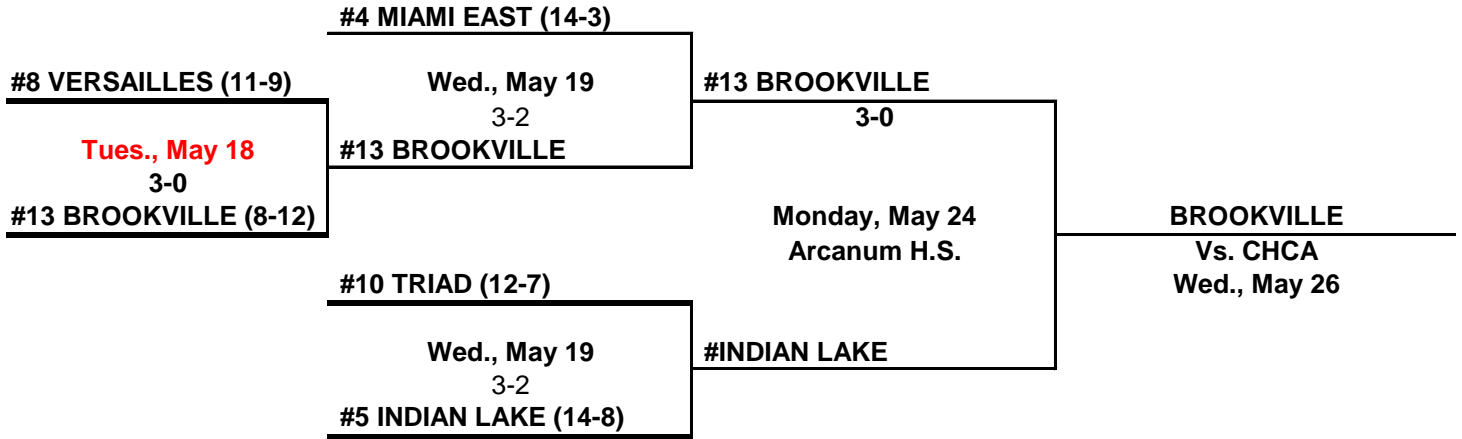 #4 MIAMI EAST (14-3)
#8 VERSAILLES (11-9)
Wed., May 19
#13 BROOKVILLE
3-2
3-0
Tues., May 18
#13 BROOKVILLE
3-0
#13 BROOKVILLE (8-12)
Monday, May 24
BROOKVILLE
Arcanum H.S.
Vs. CHCA
#10 TRIAD (12-7)
Wed., May 26
Wed., May 19
#INDIAN LAKE
3-2
#5 INDIAN LAKE (14-8)